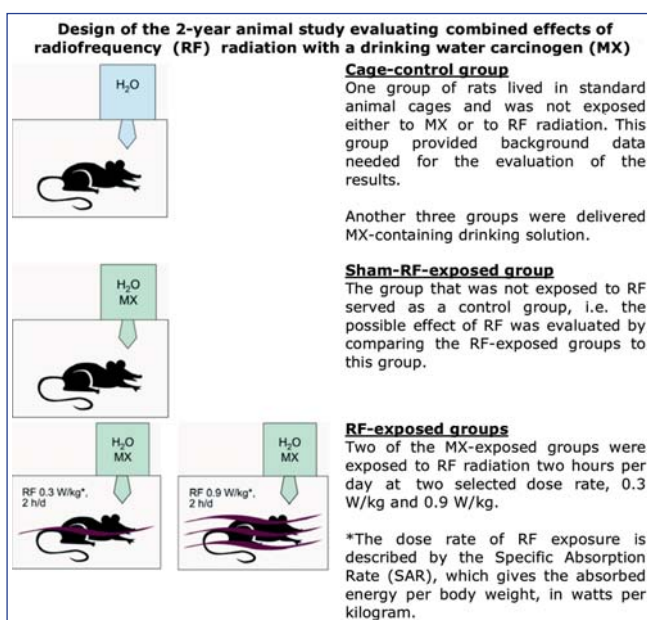 Design of the 2-year animal study evaluating combined effects of
radiofrequency (RF) radiation with a drinking water carcinogen (MX)
H₂O
Cage-control group
One group of rats lived in standard
animal cages and was not exposed
either to MX or to RF radiation. This
group provided background data
needed for the evaluation of the
results.
Another three groups were delivered
MX-containing drinking solution.
H₂O
MX
Sham-RF-exposed group
The group that was not exposed to RF
served as a control group, i.e. the
possible effect of RF was evaluated by
comparing the RF-exposed groups to
this group.
H₂O
MX
RF 0.3 W/kg*,
2 h/d
H₂O
MX
RF 0.9 W/kg*,
2 h/d
RF-exposed groups
Two of the MX-exposed groups were
exposed to RF radiation two hours per
day at two selected dose rate, 0.3
W/kg and 0.9 W/kg.
*The dose rate of RF exposure is
described by the Specific Absorption
Rate (SAR), which gives the absorbed
energy per body weight, in watts per
kilogram.